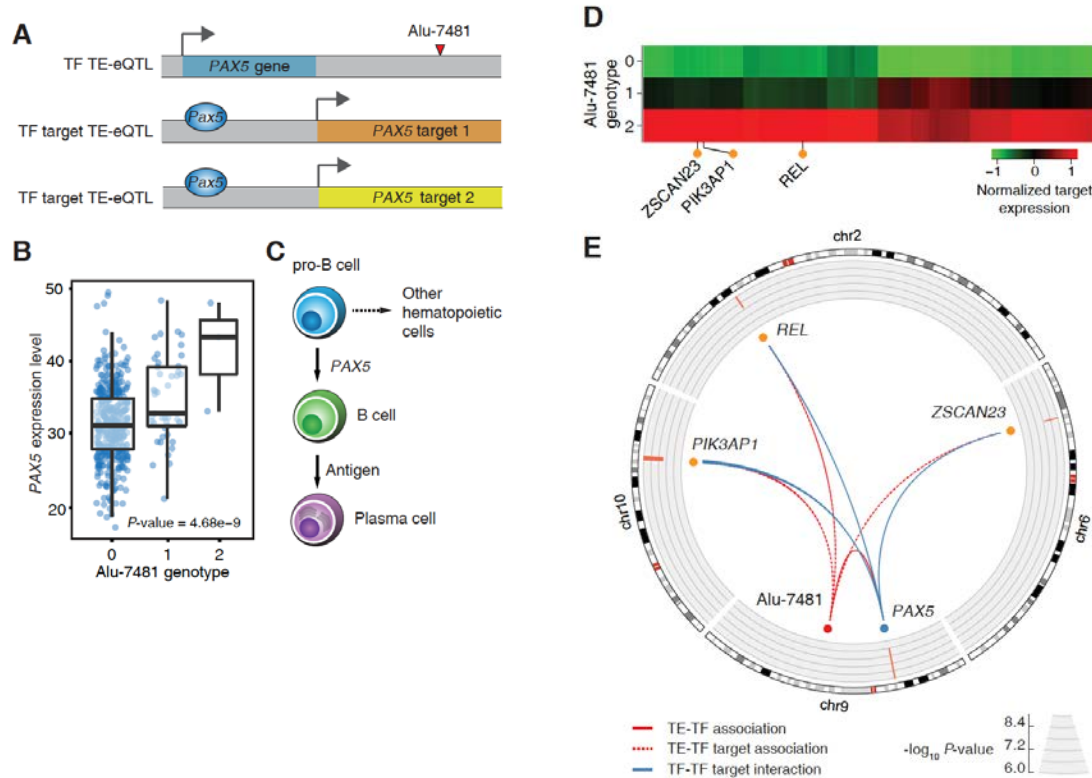 A
Alu-7481
TF TE-eQTL
PAX5 gene
Pax5
TF target TE-eQTL
PAX5 target 1
Pax5
TF target TE-eQTL
PAX5 target 2
B
PAX5 expression level
50
40
30
20
P-value = 4.68e-9
0 1 2
Alu-7481 genotype
C
pro-B cell
Other
hematopoietic
cells
PAX5
B cell
Antigen
Plasma cell
D
Alu-7481
genotype
0
1
2
ZSCAN23
PIK3AP1
REL
-1 0 1
Normalized target
expression
E
chr2
REL
ZSCAN23
PIK3AP1
chr10
chr6
Alu-7481
PAX5
chr9
TE-TF association
TE-TF target association
TF-TF target interaction
-log10 P-value
8.4
7.2
6.0